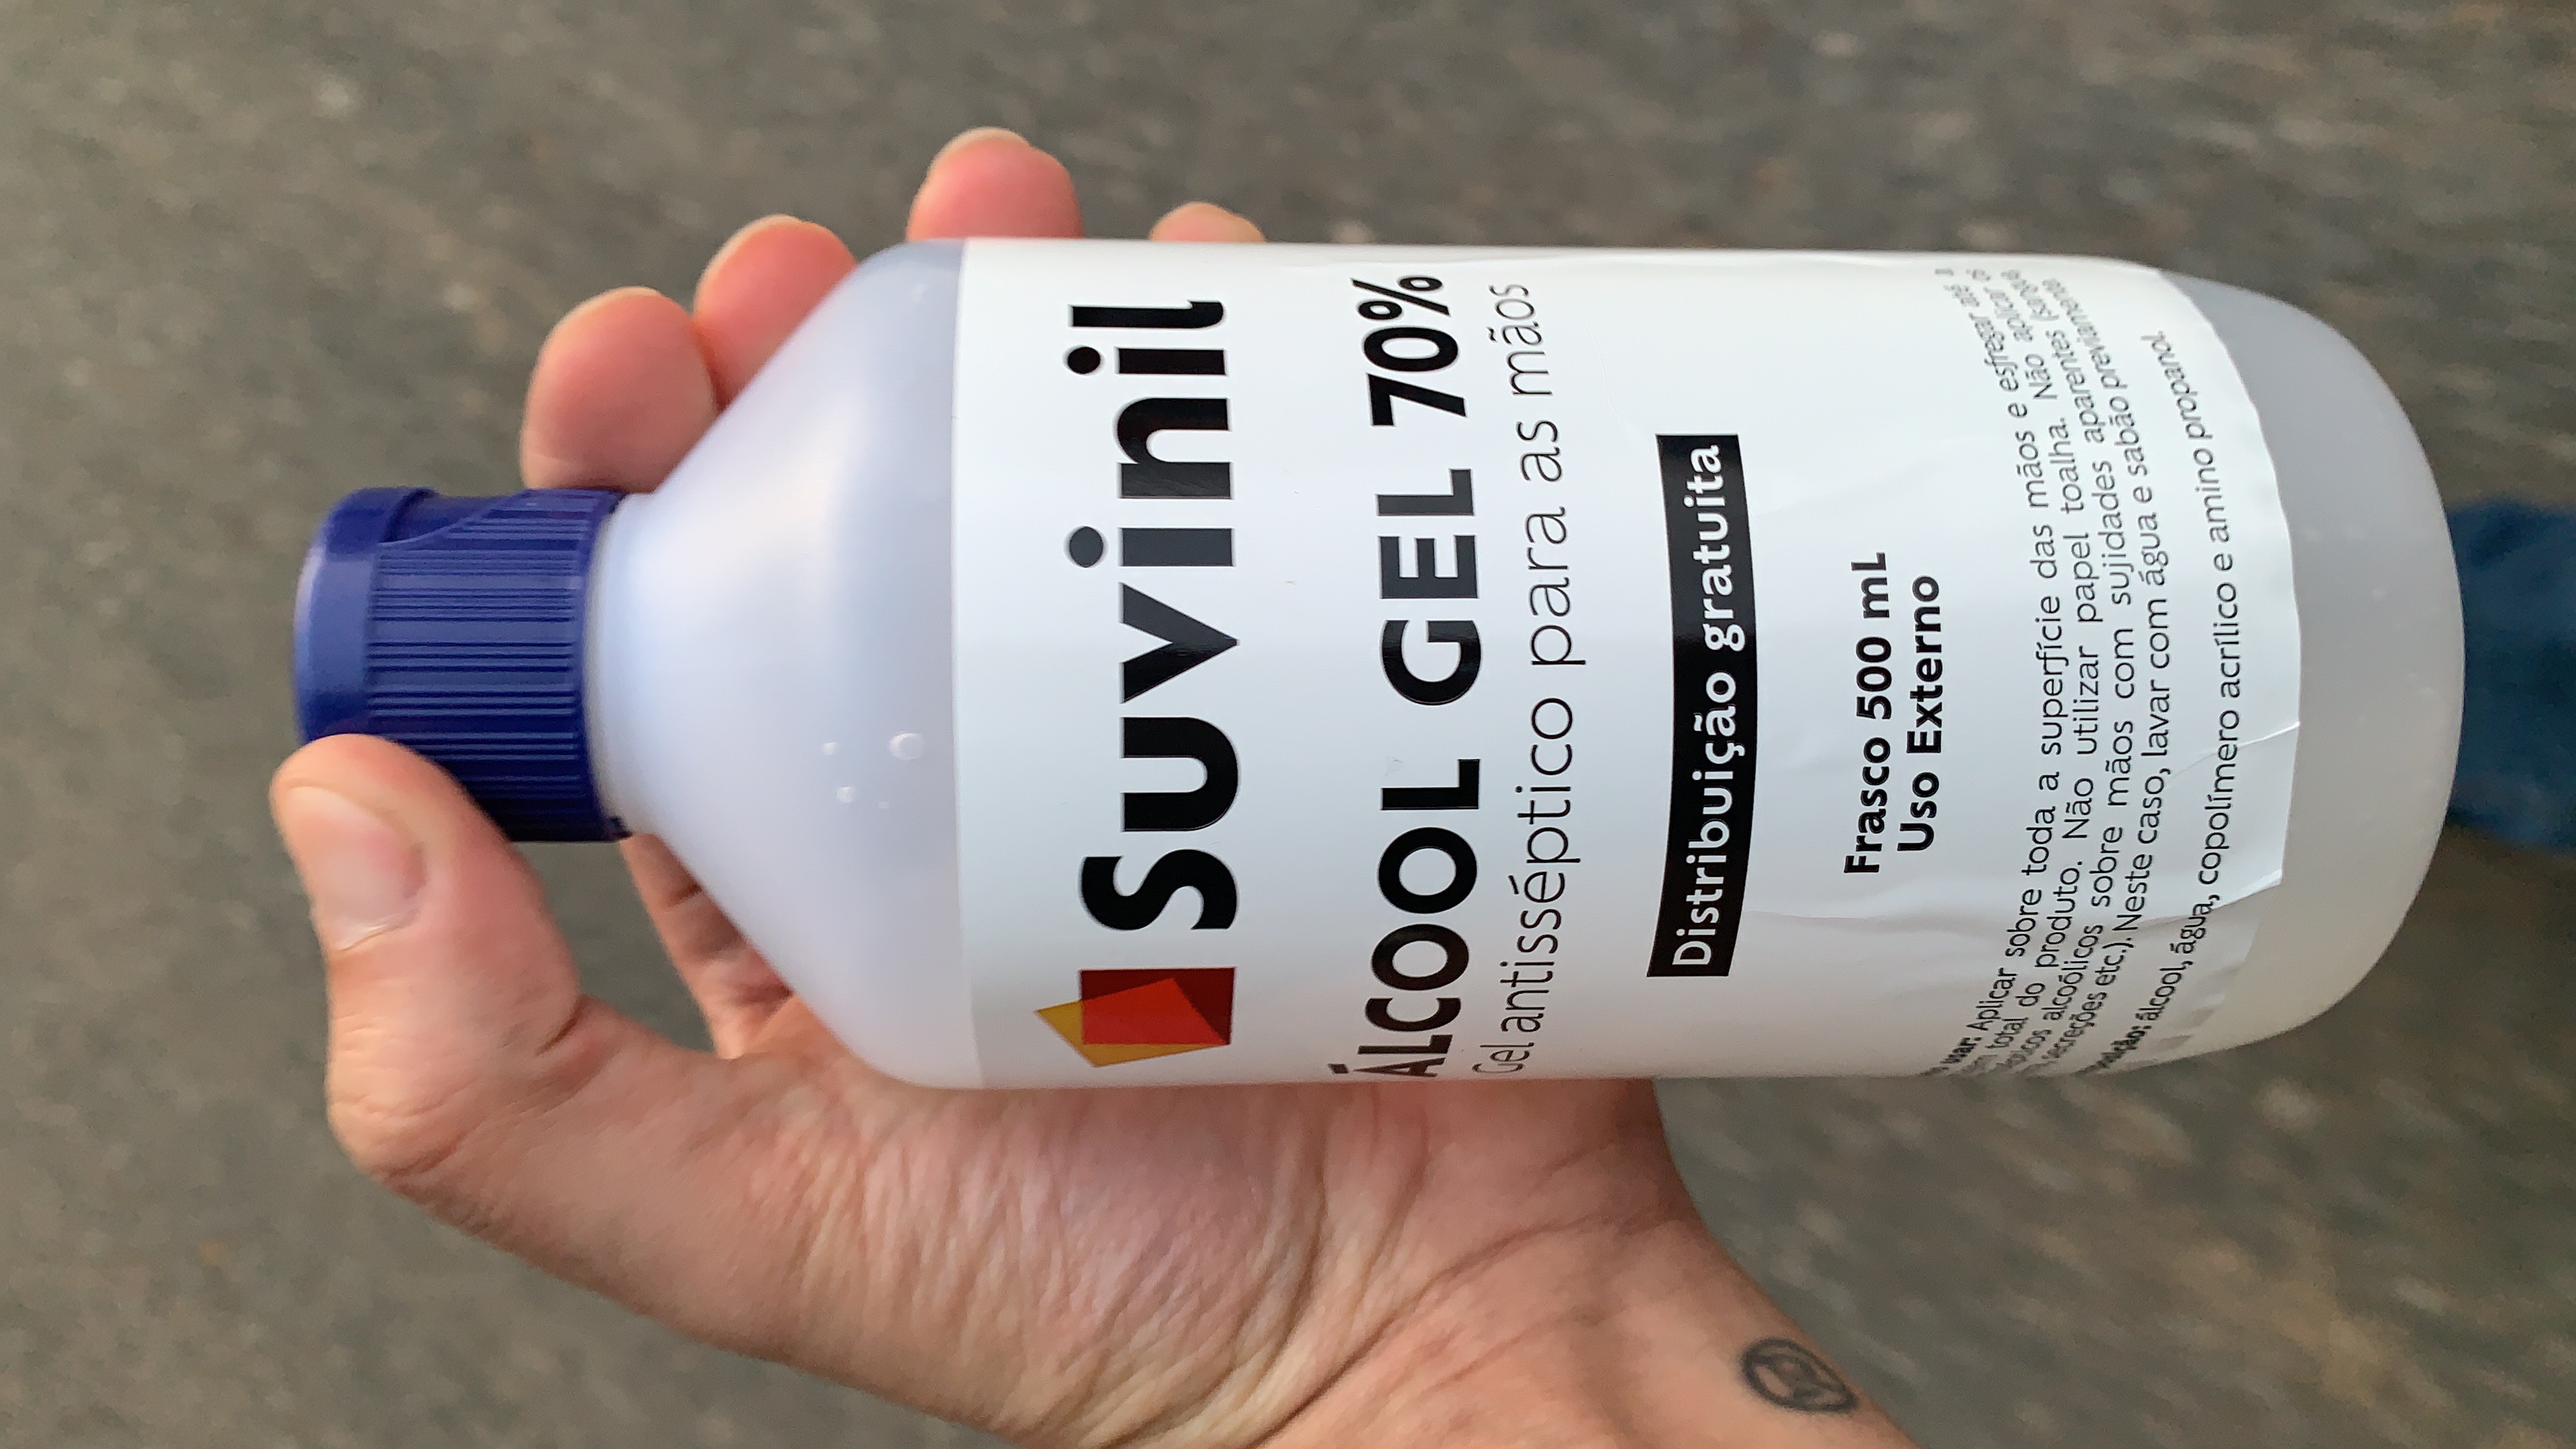 Suvinil
ÁLCOOL GEL 70%
Gel antisséptico para as mãos
Distribuição gratuita
Frasco 500 mL
Uso Externo
usar: Aplicar sobre toda a superfície das mãos e esfregar até a
total do produto. Não utilizar papel toalha. Não aplicar os
alcoólicos sobre mãos com sujidades aparentes (sangue,
secreções etc.). Neste caso, lavar com água e sabão previamente.
álcool, água, copolímero acrílico e amino propanol.